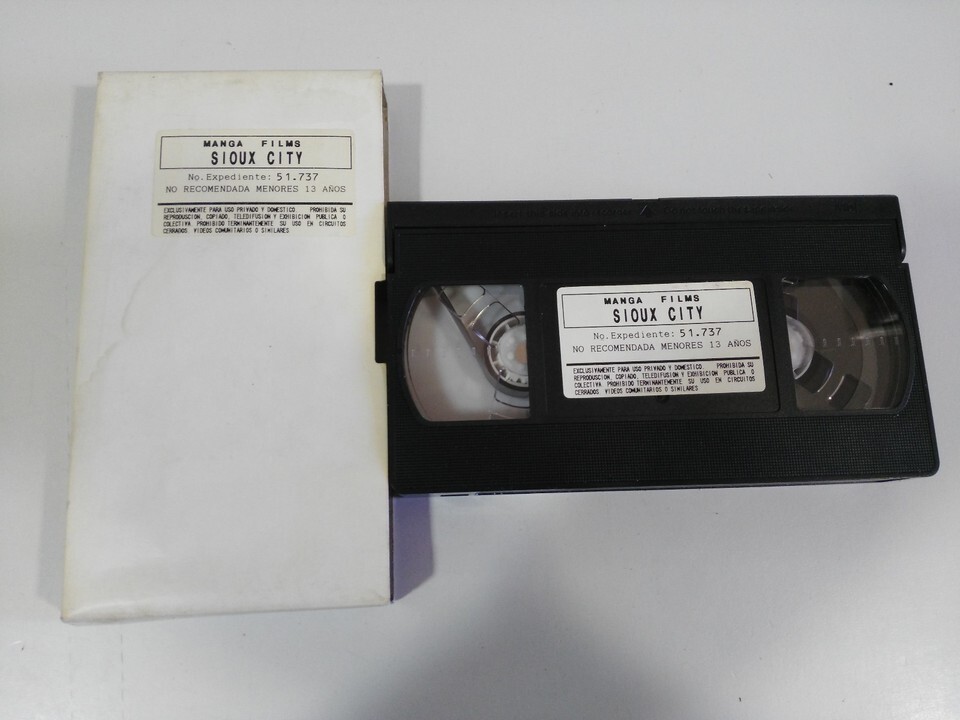 MANGA FILMS
SIOUX CITY
No.Expediente: 51.737
NO RECOMENDADA MENORES 13 AÑOS
EXCLUSIVAMENTE PARA USO PRIVADO Y DOMESTICO. PROHIBIDA SU
REPRODUSCION, COPIADO, TELEDIFUSION Y EXHIBICION PUBLICA O
COLECTIVA PROHIBIDO TERMINANTEMENTE SU USO EN CIRCUITOS
CERRADOS. VIDEOS COMUNITARIOS O SIMILARES
MANGA FILMS
SIOUX CITY
No.Expediente: 51.737
NO RECOMENDADA MENORES 13 AÑOS
EXCLUSIVAMENTE PARA USO PRIVADO Y DOMESTICO. PROHIBIDA SU
REPRODUSCION, COPIADO, TELEDIFUSION Y EXHIBICION PUBLICA O
COLECTIVA PROHIBIDO TERMINANTEMENTE SU USO EN CIRCUITOS
CERRADOS. VIDEOS COMUNITARIOS O SIMILARES